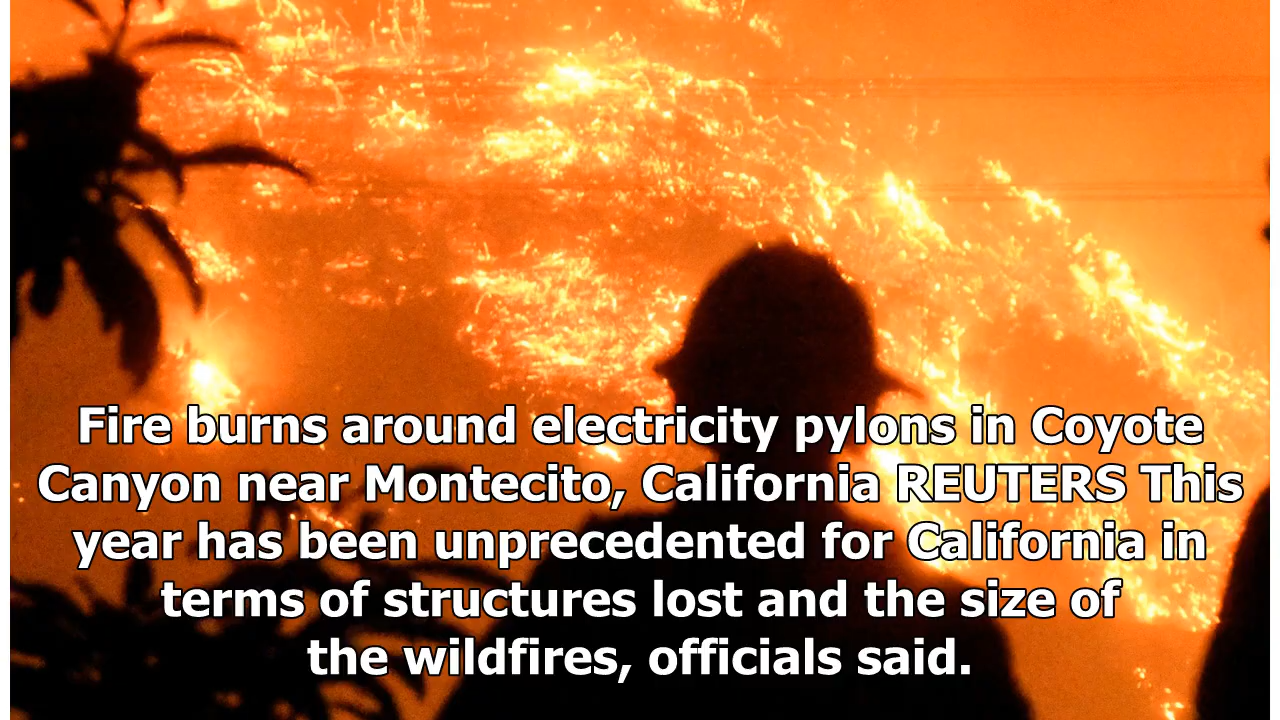 Fire burns around electricity pylons in Coyote
Canyon near Montecito, California REUTERS This
year has been unprecedented for California in
terms of structures lost and the size of
the wildfires, officials said.